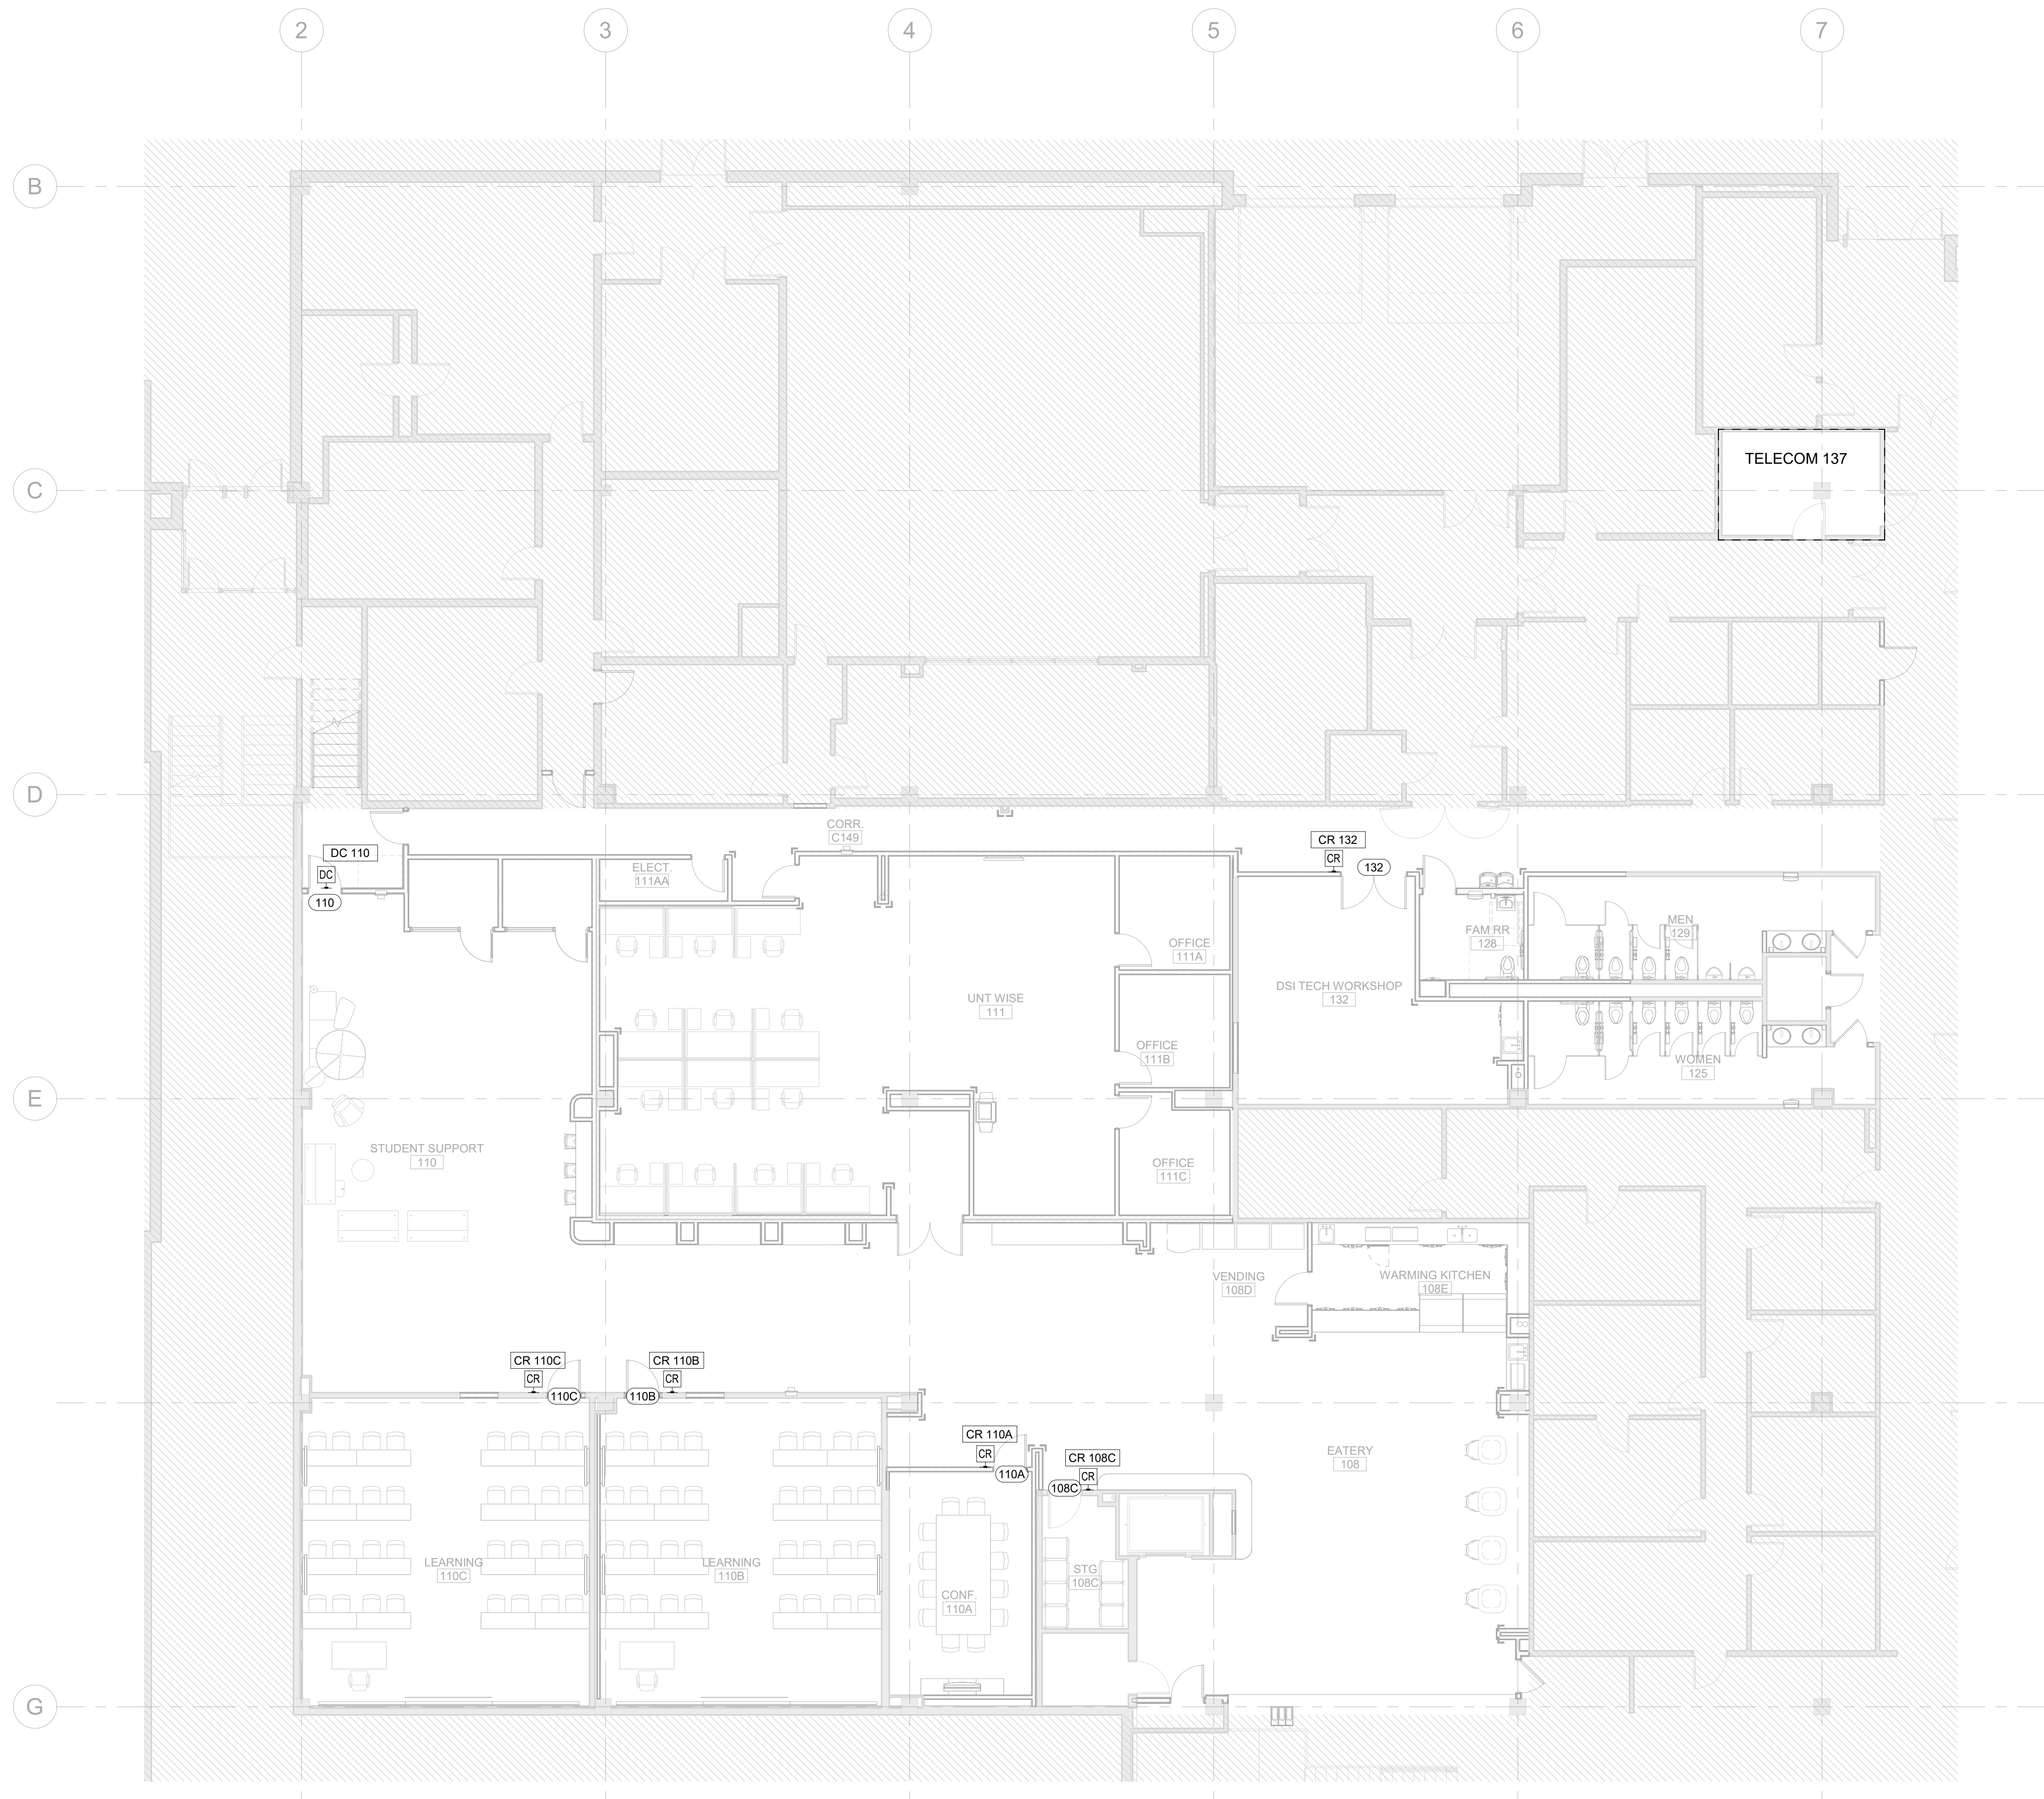 2
3
4
5
6
7
B
C
TELECOM 137
D
CORR.
C149
CR 132
CR
132
DC 110
DC
110
ELECT.
111AA
MEN
129
FAM RR
128
OFFICE
111A
DSI TECH WORKSHOP
132
UNT WISE
111
OFFICE
111B
WOMEN
125
E
STUDENT SUPPORT
110
OFFICE
111C
VENDING
108D
WARMING KITCHEN
108E
CR 110C
CR
110C
CR 110B
CR
110B
CR 110A
CR
110A
CR 108C
CR
108C
EATERY
108
LEARNING
110C
LEARNING
110B
CONF.
110A
STG
108C
G